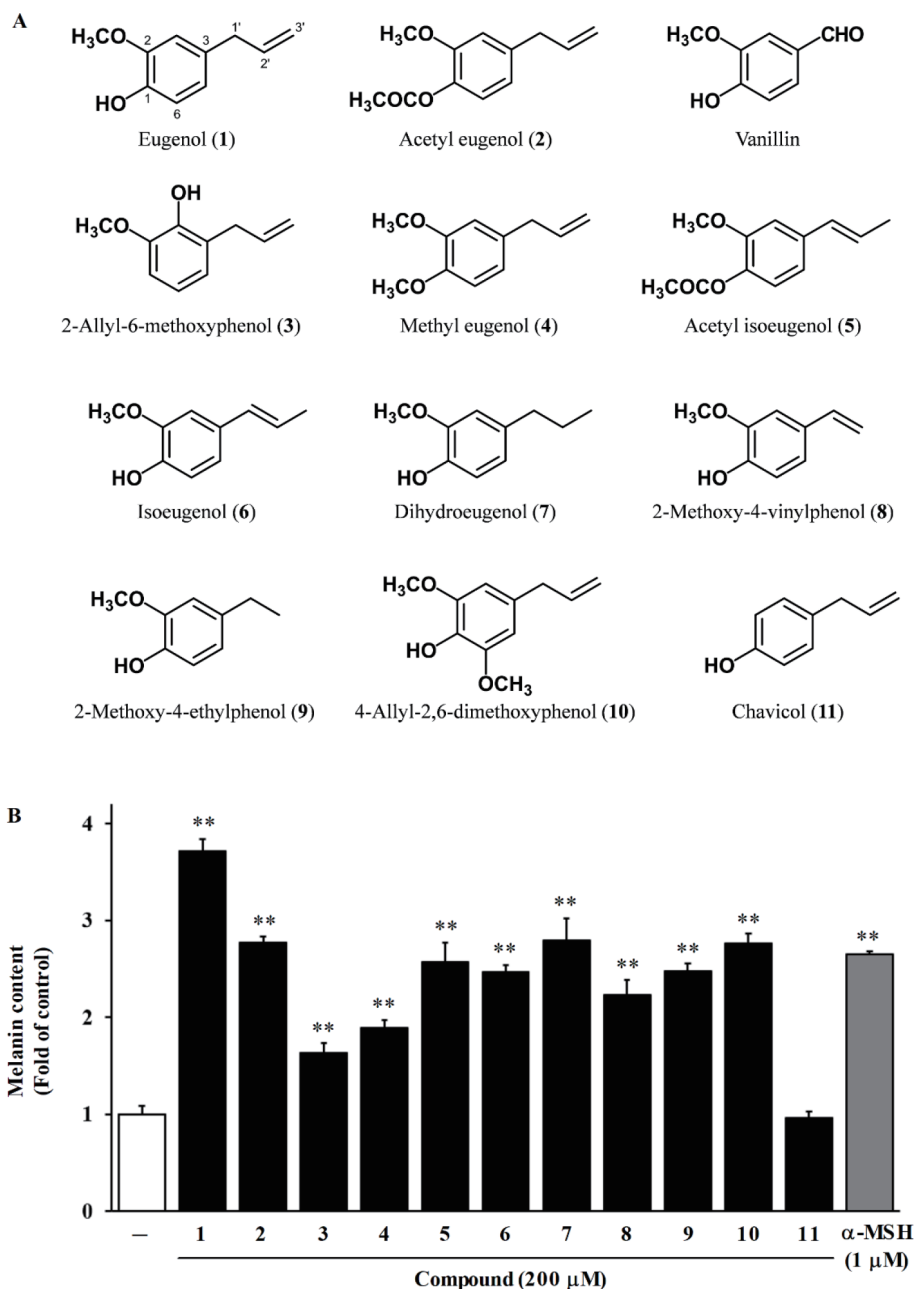 A
H₃CO 2 3 1' 2' 3'
HO 1 6
Eugenol (1)
OCH₃
H₃COCO
Acetyl eugenol (2)
H₃CO CHO
HO
Vanillin
OH
H₃CO
2-Allyl-6-methoxyphenol (3)
H₃CO
H₃CO
Methyl eugenol (4)
OCH₃
H₃COCO
Acetyl isoeugenol (5)
H₃CO
HO
Isoeugenol (6)
H₃CO
HO
Dihydroeugenol (7)
H₃CO
HO
2-Methoxy-4-vinylphenol (8)
H₃CO
HO
2-Methoxy-4-ethylphenol (9)
H₃CO
HO
OCH₃
4-Allyl-2,6-dimethoxyphenol (10)
HO
Chavicol (11)
B
Melanin content
(Fold of control)
4
3
2
1
0
** ** ** ** ** ** ** ** ** ** **
– 1 2 3 4 5 6 7 8 9 10 11 α-MSH
(1 μM)
Compound (200 μM)